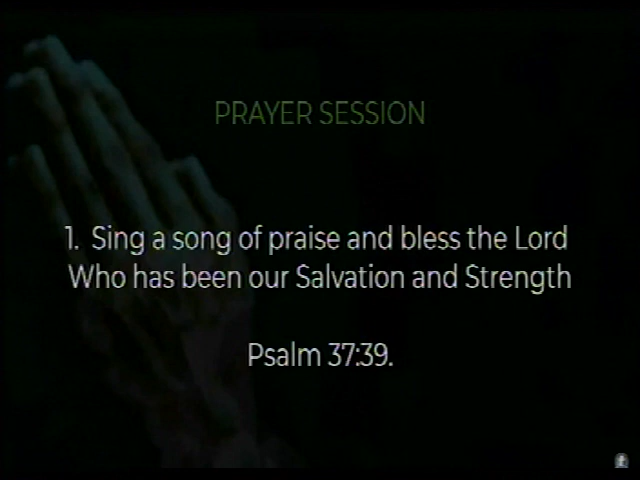 PRAYER SESSION
1. Sing a song of praise and bless the Lord
Who has been our Salvation and Strength
Psalm 37:39.